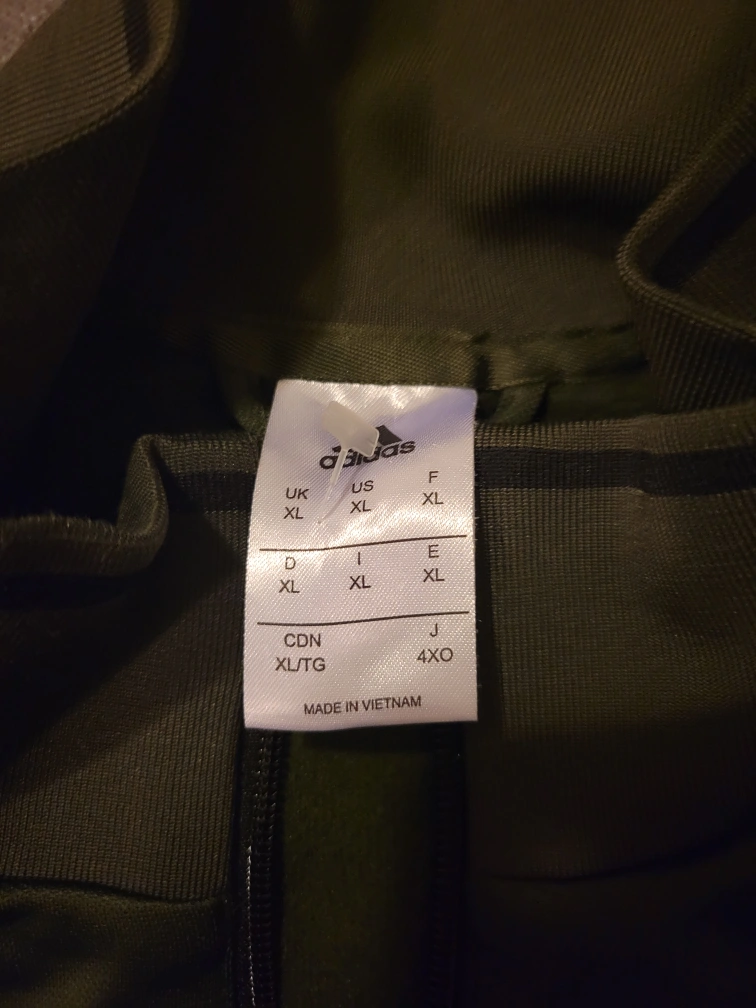 adidas
UK US F
XL XL XL
D I E
XL XL XL
CDN J
XL/TG 4XO
MADE IN VIETNAM